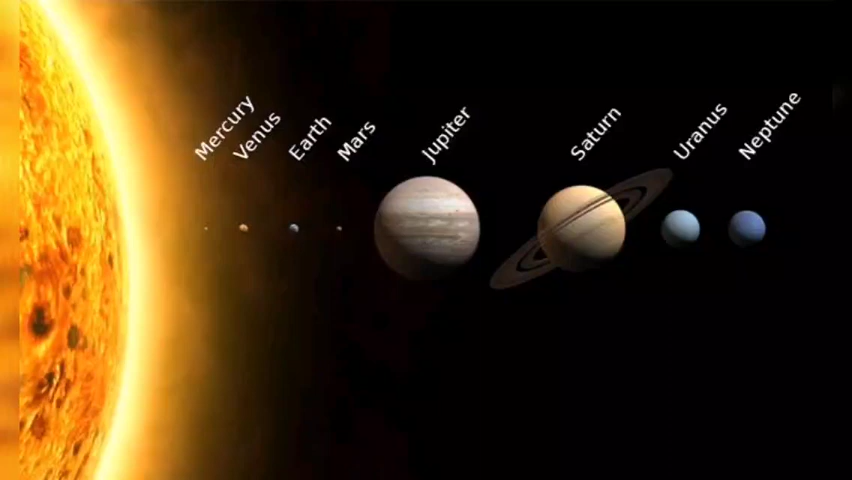 Mercury
Venus
Earth
Mars
Jupiter
Saturn
Uranus
Neptune